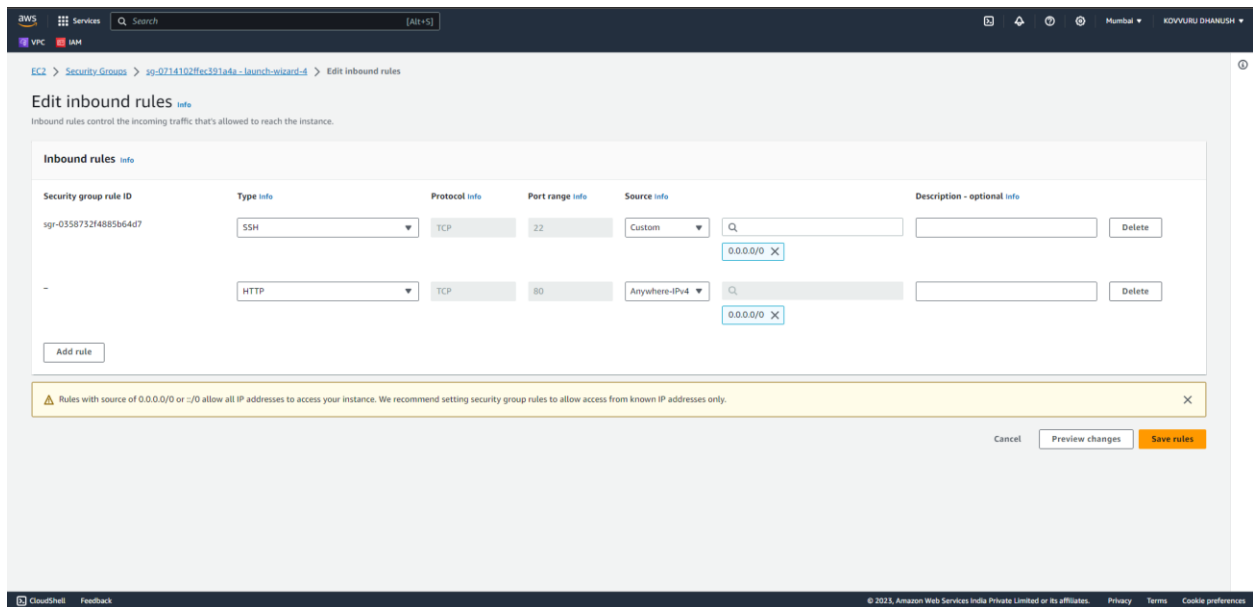 aws Services Search [Alt+S] Mumbai KOVVURU DHANUSH
VPC IAM
EC2 > Security Groups > sg-0714102ffec391a4a - launch-wizard-4 > Edit inbound rules
Edit inbound rules Info
Inbound rules control the incoming traffic that's allowed to reach the instance.
Inbound rules Info
Security group rule ID Type Info Protocol Info Port range Info Source Info Description - optional Info
sgr-0358732f4885b64d7 SSH TCP 22 Custom Delete
0.0.0.0/0 X
– HTTP TCP 80 Anywhere-IPv4 Delete
0.0.0.0/0 X
Add rule
Rules with source of 0.0.0.0/0 or ::/0 allow all IP addresses to access your instance. We recommend setting security group rules to allow access from known IP addresses only.
Cancel Preview changes Save rules
CloudShell Feedback © 2023, Amazon Web Services India Private Limited or its affiliates. Privacy Terms Cookie preferences